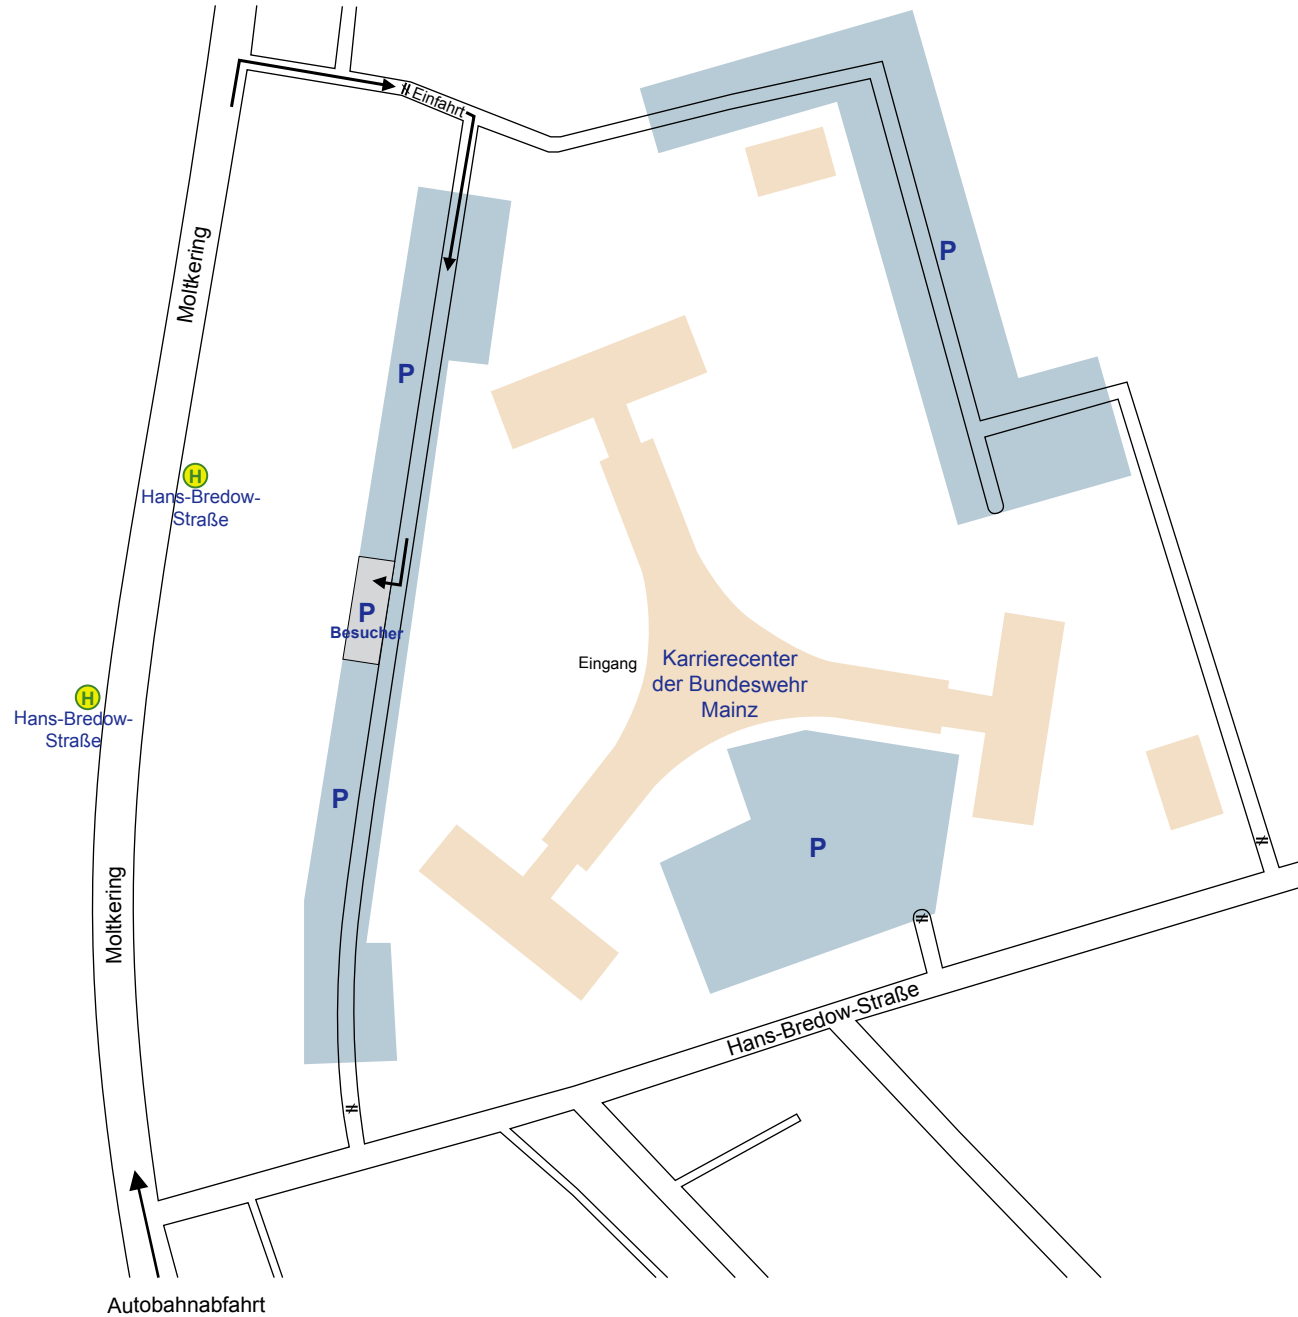 Einfahrt
Moltkering
P
P
H
Hans-Bredow-
Straße
P
Besucher
Eingang
Karrierecenter
der Bundeswehr
Mainz
H
Hans-Bredow-
Straße
P
P
Moltkering
Hans-Bredow-Straße
Autobahnabfahrt